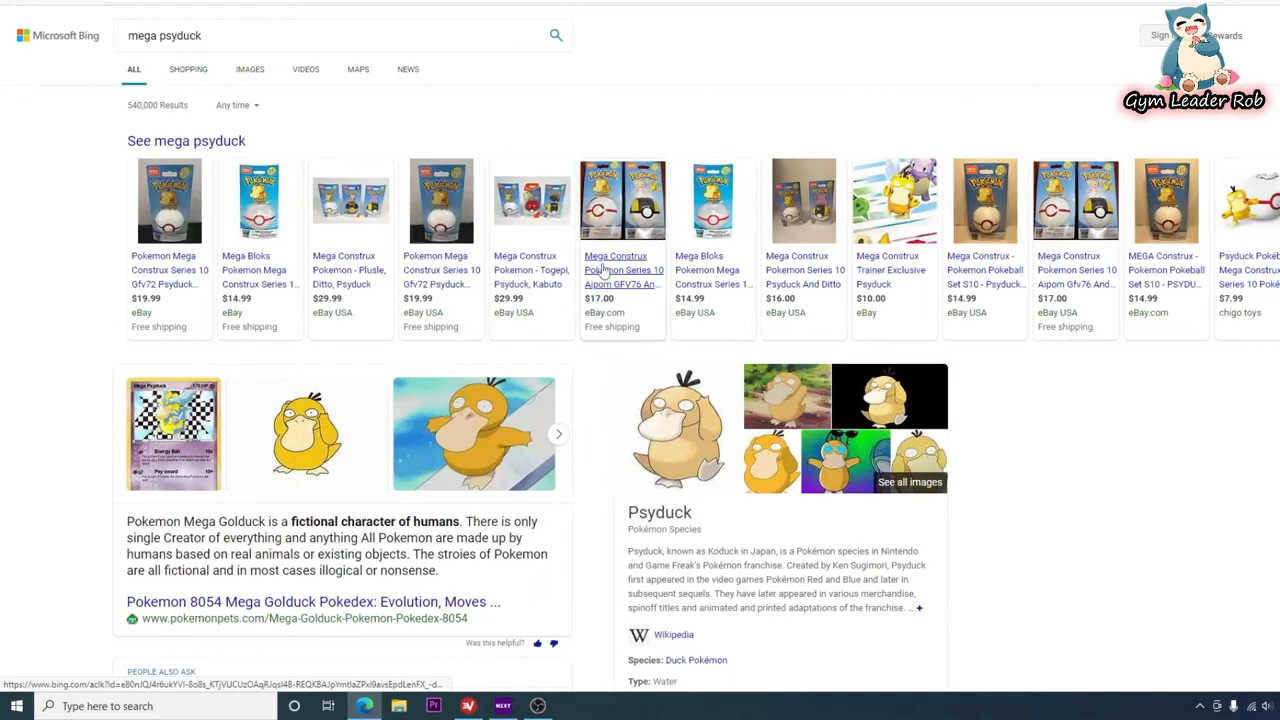 Microsoft Bing
mega psyduck
Rewards
Gym Leader Rob
ALL SHOPPING IMAGES VIDEOS MAPS NEWS
540,000 Results Any time
See mega psyduck
Pokemon Mega
Construx Series 10
Gfv72 Psyduck...
$19.99
eBay
Free shipping
Mega Bloks
Pokemon Mega
Construx Series 1...
$14.99
eBay USA
Mega Construx
Pokemon - Plusle,
Ditto, Psyduck
$29.99
eBay USA
Pokemon Mega
Construx Series 10
Gfv72 Psyduck...
$19.99
eBay
Free shipping
Mega Construx
Pokemon - Togepi,
Psyduck, Kabuto
$29.99
eBay USA
Mega Construx
Pokemon Series 10
Aipom GFV76 An...
$17.00
eBay.com
Free shipping
Mega Bloks
Pokemon Mega
Construx Series 1...
$14.99
eBay USA
Mega Construx
Pokemon Series 10
Psyduck And Ditto
$16.00
eBay USA
Mega Construx
Trainer Exclusive
Psyduck
$10.00
eBay
Mega Construx -
Pokemon Pokeball
Set S10 - Psyduck...
$14.99
eBay USA
Mega Construx
Pokemon Series 10
Aipom Gfv76 And...
$17.00
eBay USA
Free shipping
MEGA Construx -
Pokemon Pokeball
Set S10 - PSYDU...
$14.99
eBay.com
Psyduck Pokéb
Mega Construx
Series 10 Poké
$7.99
chigo toys
Mega Psyduck
Energy Ball
Psy sword
See all images
Pokemon Mega Golduck is a fictional character of humans. There is only
single Creator of everything and anything All Pokemon are made up by
humans based on real animals or existing objects. The stroies of Pokemon
are all fictional and in most cases illogical or nonsense.
Pokemon 8054 Mega Golduck Pokedex: Evolution, Moves ...
www.pokemonpets.com/Mega-Golduck-Pokemon-Pokedex-8054
Was this helpful?
PEOPLE ALSO ASK
Psyduck
Pokémon Species
Psyduck, known as Koduck in Japan, is a Pokémon species in Nintendo
and Game Freak's Pokémon franchise. Created by Ken Sugimori, Psyduck
first appeared in the video games Pokémon Red and Blue and later in
subsequent sequels. They have later appeared in various merchandise,
spinoff titles and animated and printed adaptations of the franchise. ... +
W Wikipedia
Species: Duck Pokémon
Type: Water
Type here to search